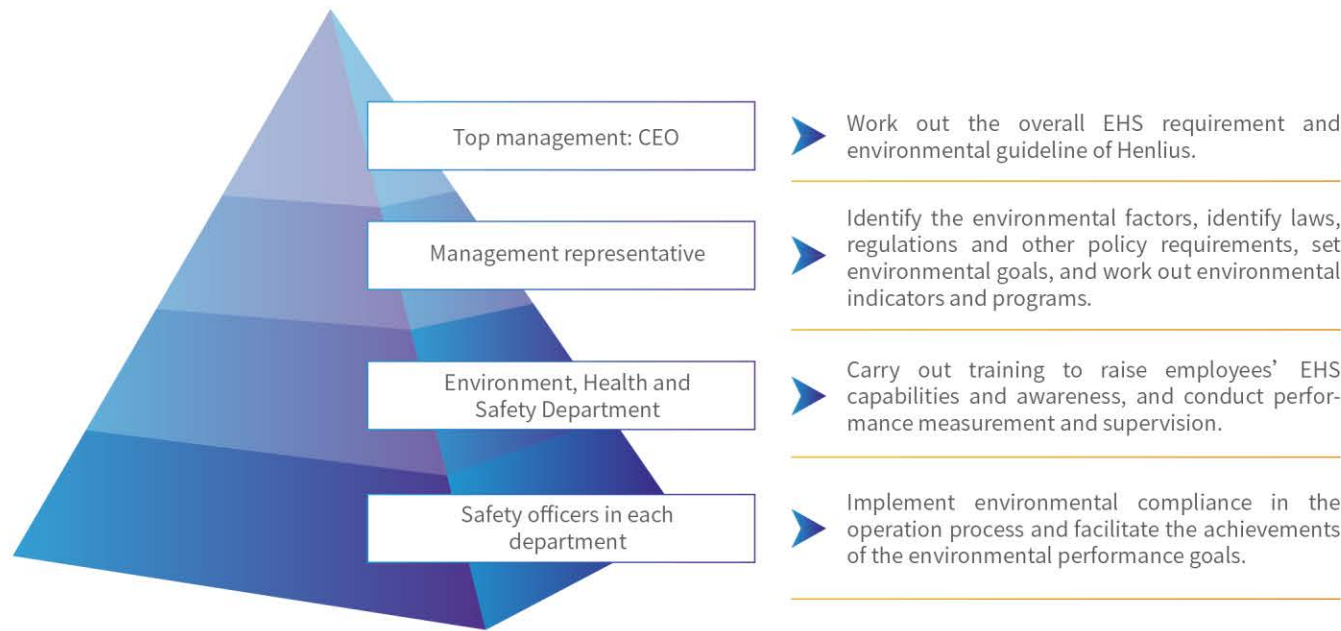 Top management: CEO
Work out the overall EHS requirement and
environmental guideline of Henlius.
Management representative
Identify the environmental factors, identify laws,
regulations and other policy requirements, set
environmental goals, and work out environmental
indicators and programs.
Environment, Health and
Safety Department
Carry out training to raise employees’ EHS
capabilities and awareness, and conduct perfor-
mance measurement and supervision.
Safety officers in each
department
Implement environmental compliance in the
operation process and facilitate the achievements
of the environmental performance goals.